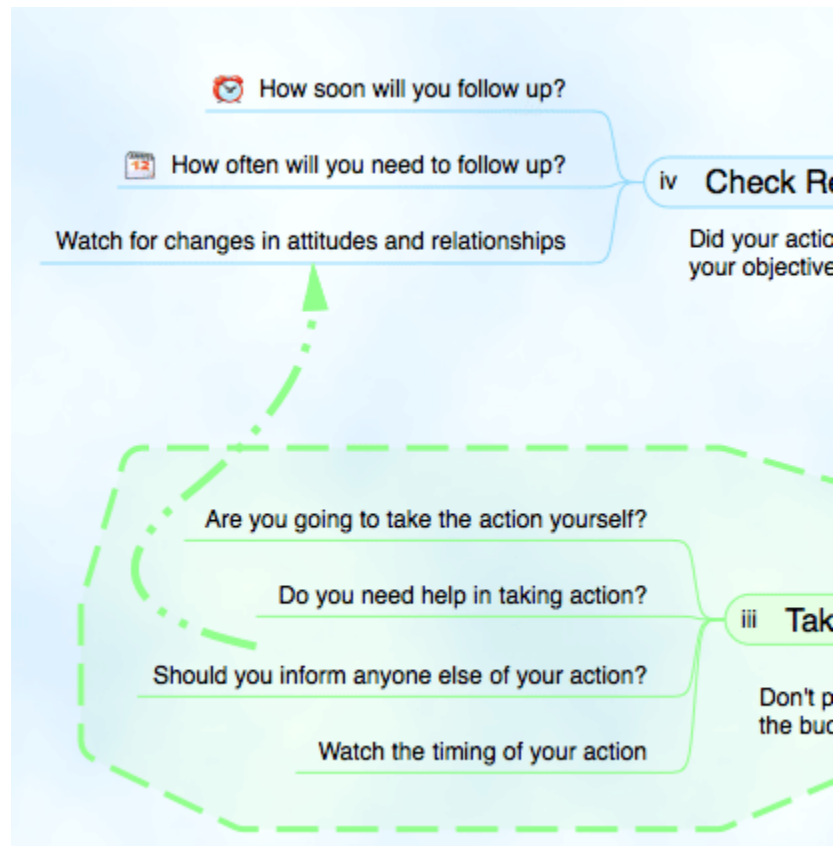 How soon will you follow up?
12
How often will you need to follow up?
Watch for changes in attitudes and relationships
iv Check Re
Did your actio
your objective
Are you going to take the action yourself?
Do you need help in taking action?
Should you inform anyone else of your action?
Watch the timing of your action
iii Tak
Don't p
the buc